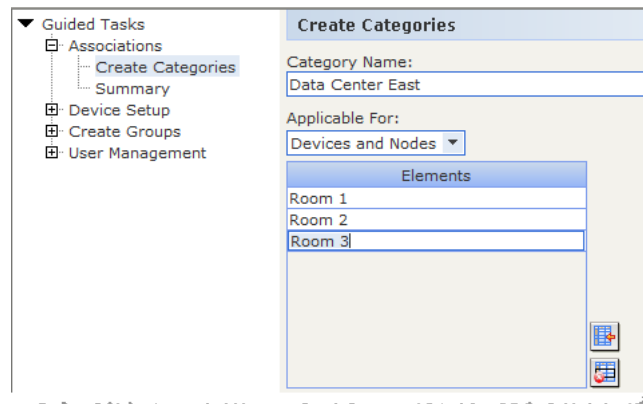 Guided Tasks
Associations
Create Categories
Summary
Device Setup
Create Groups
User Management
Create Categories
Category Name:
Data Center East
Applicable For:
Devices and Nodes
Elements
Room 1
Room 2
Room 3